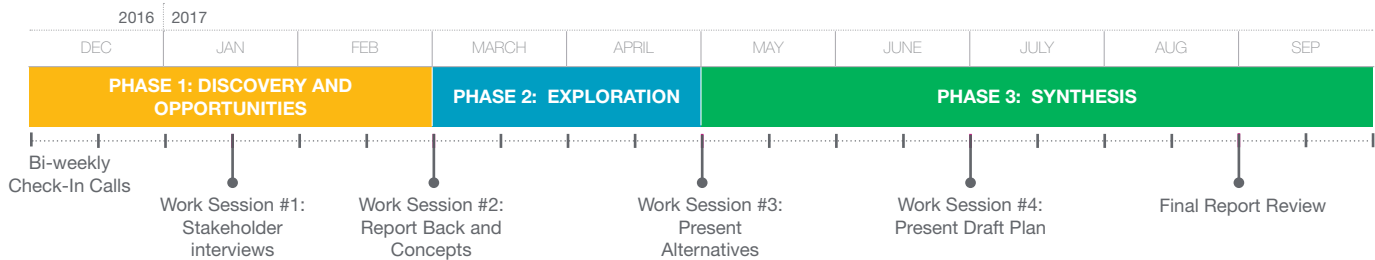 2016 2017
DEC JAN FEB MARCH APRIL MAY JUNE JULY AUG SEP
PHASE 1: DISCOVERY AND
OPPORTUNITIES
PHASE 2: EXPLORATION
PHASE 3: SYNTHESIS
Bi-weekly
Check-In Calls
Work Session #1:
Stakeholder
interviews
Work Session #2:
Report Back and
Concepts
Work Session #3:
Present
Alternatives
Work Session #4:
Present Draft Plan
Final Report Review